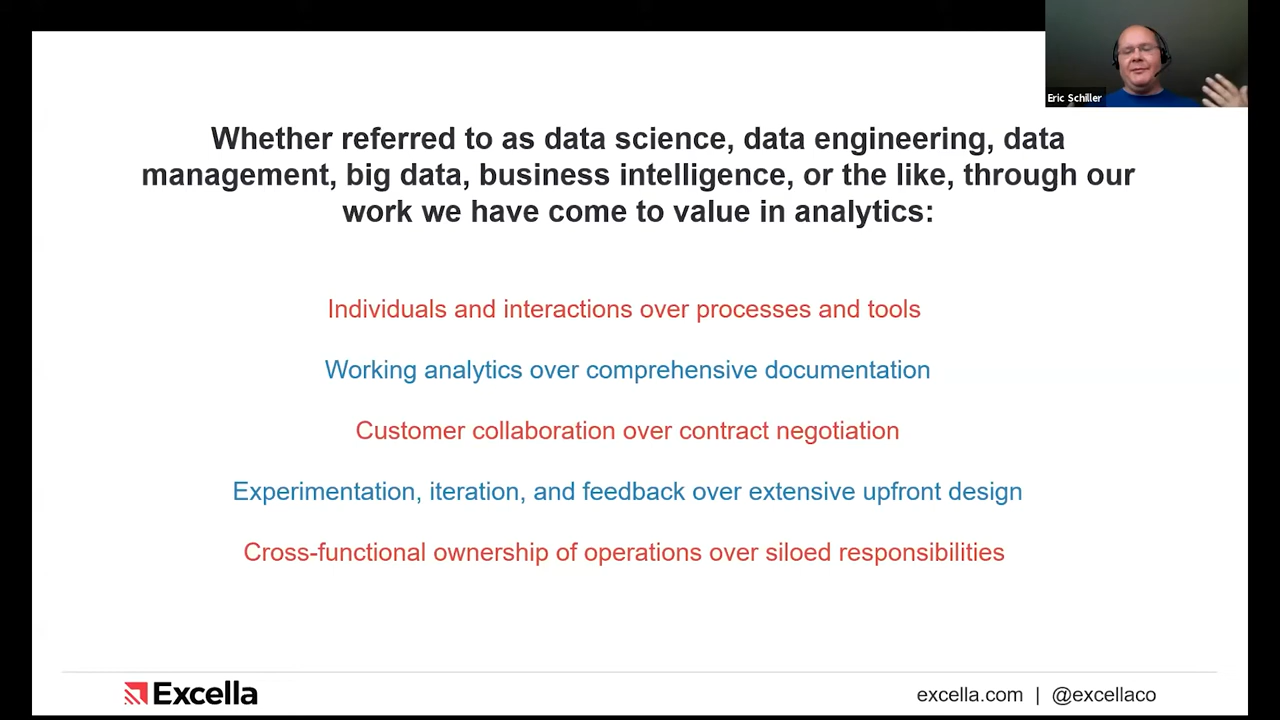 Eric Schiller
Whether referred to as data science, data engineering, data
management, big data, business intelligence, or the like, through our
work we have come to value in analytics:
Individuals and interactions over processes and tools
Working analytics over comprehensive documentation
Customer collaboration over contract negotiation
Experimentation, iteration, and feedback over extensive upfront design
Cross-functional ownership of operations over siloed responsibilities
Excella
excella.com | @excellaco